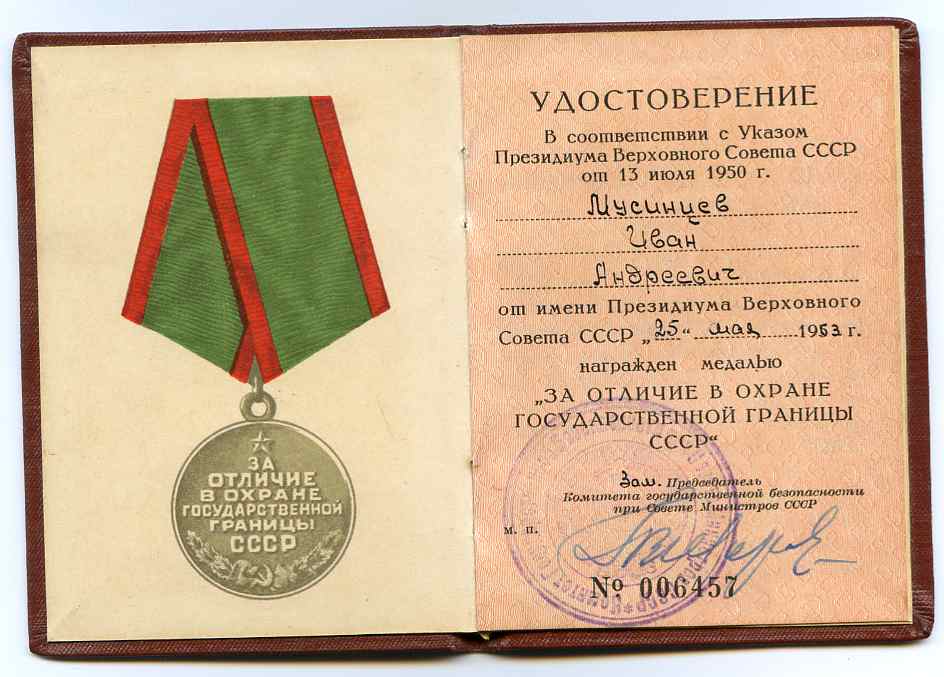 ЗА
ОТЛИЧИЕ
В ОХРАНЕ
ГОСУДАРСТВЕННОЙ
ГРАНИЦЫ
СССР
УДОСТОВЕРЕНИЕ
В соответствии с Указом
Президиума Верховного Совета СССР
от 13 июля 1950 г.
Мусинцев
Иван
Андреевич
от имени Президиума Верховного
Совета СССР „25“ мая 1953 г.
награжден медалью
„ЗА ОТЛИЧИЕ В ОХРАНЕ
ГОСУДАРСТВЕННОЙ ГРАНИЦЫ
СССР“
Зам. Председатель
Комитета государственной безопасности
при Совете Министров СССР
м. п.
№ 006457